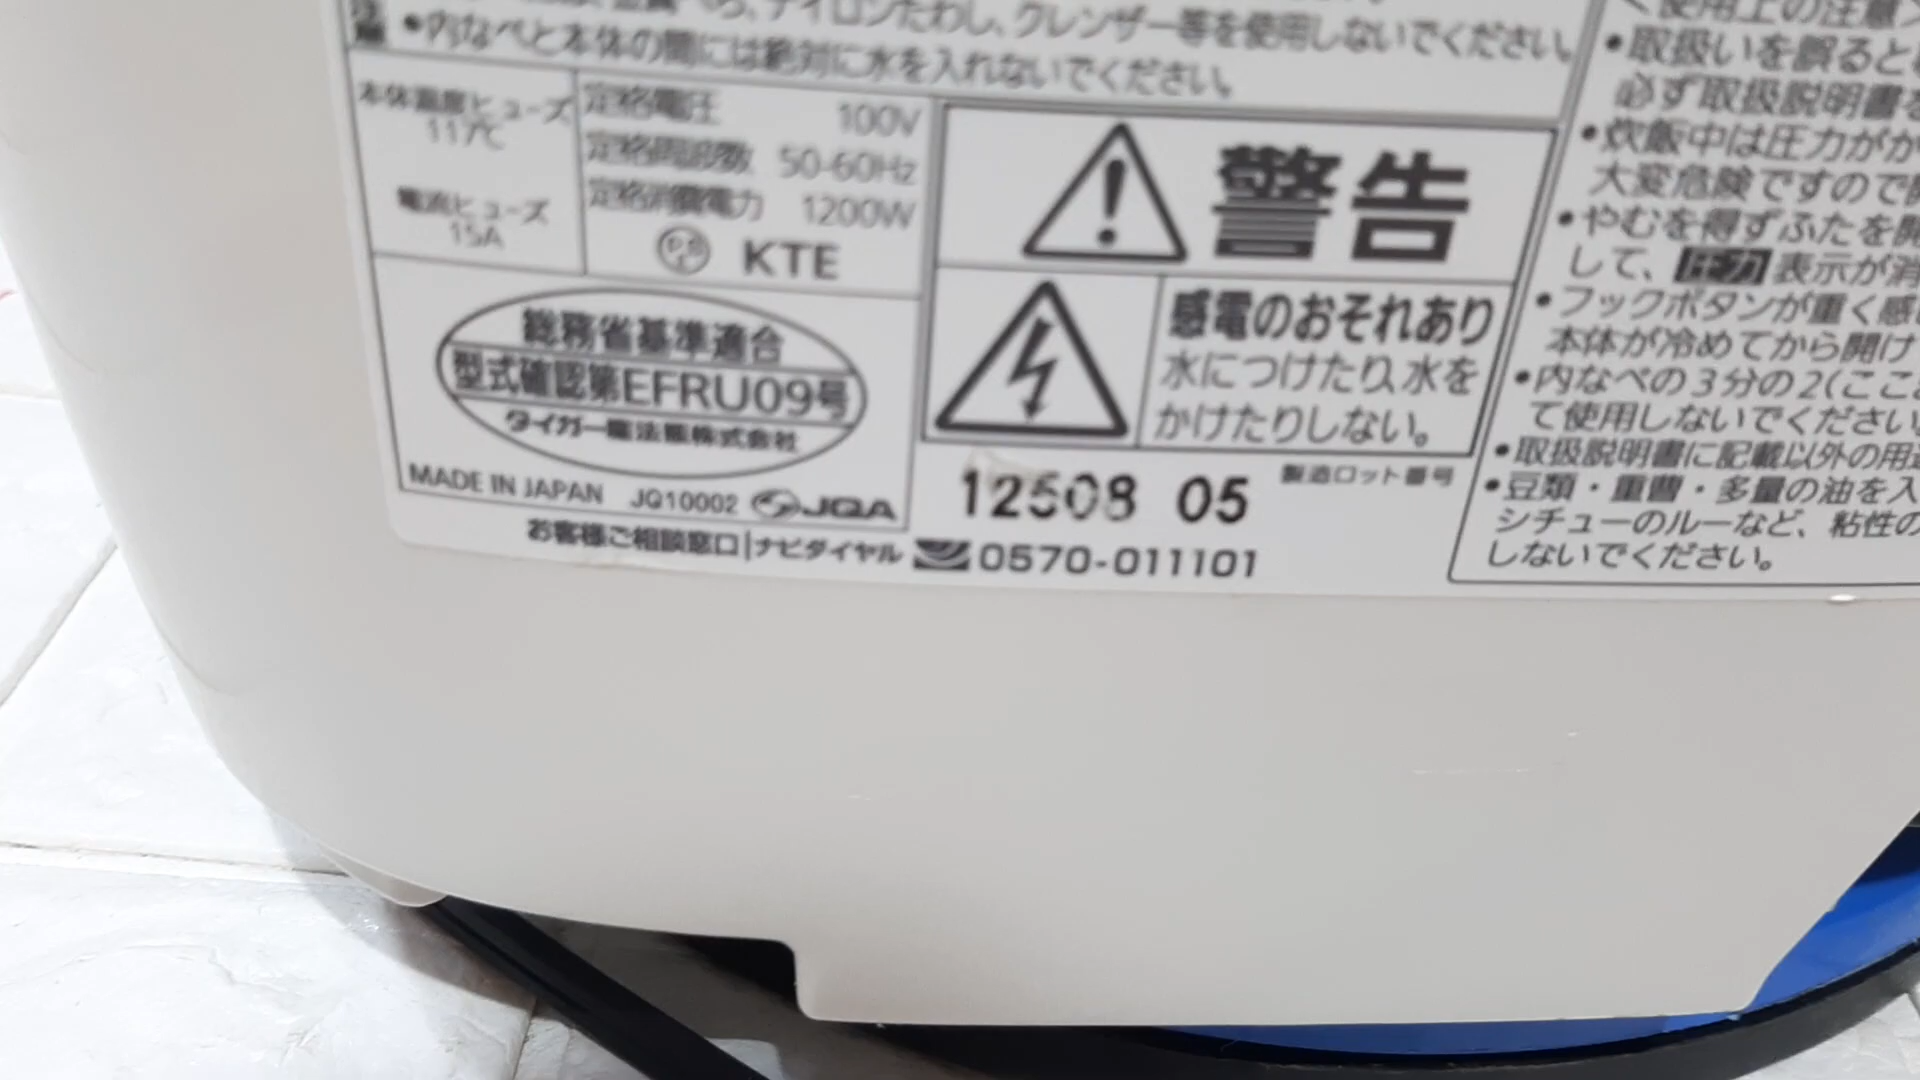 ナイロンたわし、クレンザー等を使用しないでください。
●内なべと本体の間には絶対に水を入れないでください。
本体温度ヒューズ
117℃
電流ヒューズ
15A
定格電圧 100V
定格周波数 50-60Hz
定格消費電力 1200W
PS E KTE
総務省基準適合
型式確認第EFRU09号
タイガー魔法瓶株式会社
MADE IN JAPAN JQ10002 JQA
警告
感電のおそれあり
水につけたり、水を
かけたりしない。
12508 05 製造ロット番号
お客様ご相談窓口|ナビダイヤル 0570-011101
使用上の注意
●取扱いを誤ると
必ず取扱説明書を
●炊飯中は圧力がか
大変危険ですので
●やむを得ずふたを開
して、圧力表示が消
●フックボタンが重く感
本体が冷めてから開け
●内なべの3分の2(ここ
て使用しないでください
●取扱説明書に記載以外の用
●豆類・重曹・多量の油を入
シチューのルーなど、粘性の
しないでください。